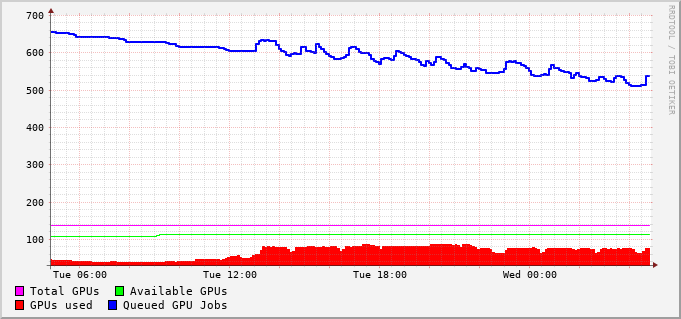 700
600
500
400
300
200
100
Tue 06:00 Tue 12:00 Tue 18:00 Wed 00:00
Total GPUs Available GPUs
GPUs used Queued GPU Jobs
RRDTOOL / TOBI OETIKER